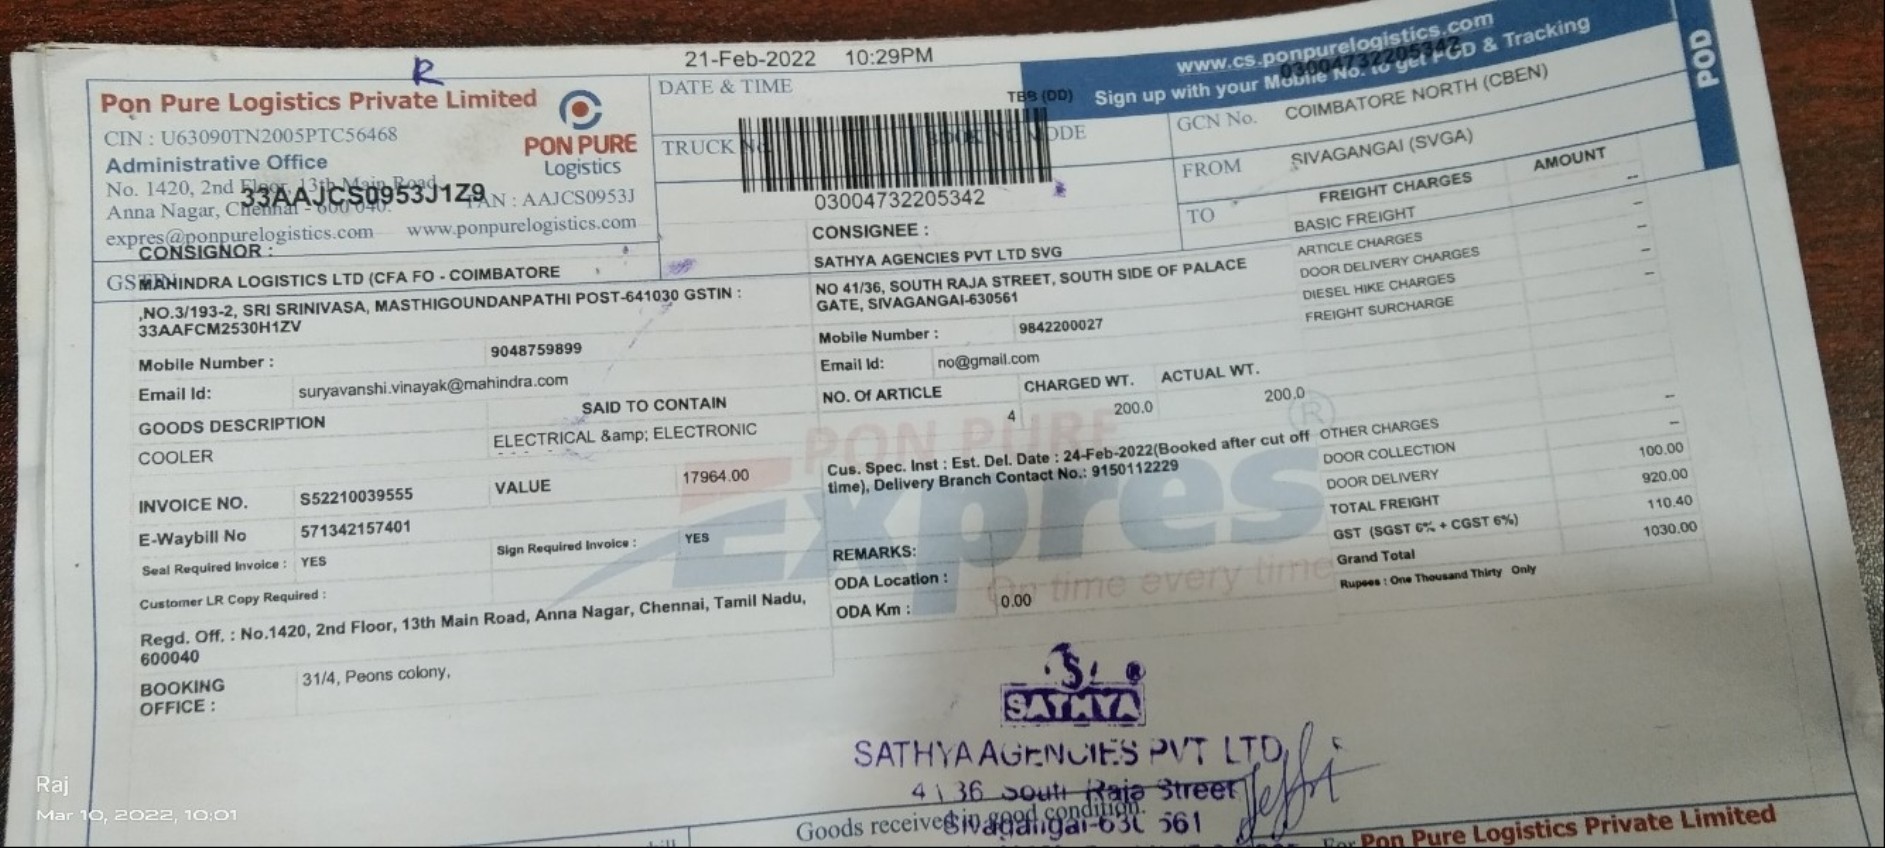 R
21-Feb-2022 10:29PM
Pon Pure Logistics Private Limited
CIN : U63090TN2005PTC56468
Administrative Office
No. 1420, 2nd Floor, 13th Main Road
Anna Nagar, Chennai - 600 040.
33AAJCS0953J1Z9
PAN : AAJCS0953J
expres@ponpurelogistics.com www.ponpurelogistics.com
PON PURE
Logistics
DATE & TIME
TRUCK No.
BOOKING MODE
TBB (DD)
03004732205342
www.cs.ponpurelogistics.com
03004732205342
Sign up with your Mobile No. to get POD & Tracking
POD
GCN No. COIMBATORE NORTH (CBEN)
FROM SIVAGANGAI (SVGA)
TO
CONSIGNOR :
GSTIN
MAHINDRA LOGISTICS LTD (CFA FO - COIMBATORE
,NO.3/193-2, SRI SRINIVASA, MASTHIGOUNDANPATHI POST-641030 GSTIN :
33AAFCM2530H1ZV
Mobile Number : 9048759899
Email Id: suryavanshi.vinayak@mahindra.com
GOODS DESCRIPTION SAID TO CONTAIN
COOLER ELECTRICAL &amp; ELECTRONIC
INVOICE NO. S52210039555 VALUE 17964.00
E-Waybill No 571342157401
Seal Required Invoice : YES Sign Required Invoice : YES
Customer LR Copy Required :
Regd. Off. : No.1420, 2nd Floor, 13th Main Road, Anna Nagar, Chennai, Tamil Nadu,
600040
BOOKING
OFFICE :
31/4, Peons colony,
CONSIGNEE :
SATHYA AGENCIES PVT LTD SVG
NO 41/36, SOUTH RAJA STREET, SOUTH SIDE OF PALACE
GATE, SIVAGANGAI-630561
Mobile Number : 9842200027
Email Id: no@gmail.com
NO. Of ARTICLE CHARGED WT. ACTUAL WT.
4 200.0 200.0
Cus. Spec. Inst : Est. Del. Date : 24-Feb-2022(Booked after cut off
time), Delivery Branch Contact No.: 9150112229
REMARKS:
ODA Location :
ODA Km : 0.00
PON PURE
Expres
On time every time
FREIGHT CHARGES AMOUNT
BASIC FREIGHT --
ARTICLE CHARGES --
DOOR DELIVERY CHARGES --
DIESEL HIKE CHARGES --
FREIGHT SURCHARGE --
OTHER CHARGES --
DOOR COLLECTION --
DOOR DELIVERY 100.00
TOTAL FREIGHT 920.00
GST (SGST 6% + CGST 6%) 110.40
Grand Total 1030.00
Rupees : One Thousand Thirty Only
SATHYA
SATHYA AGENCIES PVT LTD
41 36 South Raja Street
Sivagangai-630 561
Goods received in good condition.
For Pon Pure Logistics Private Limited
Raj
Mar 10, 2022, 10:01